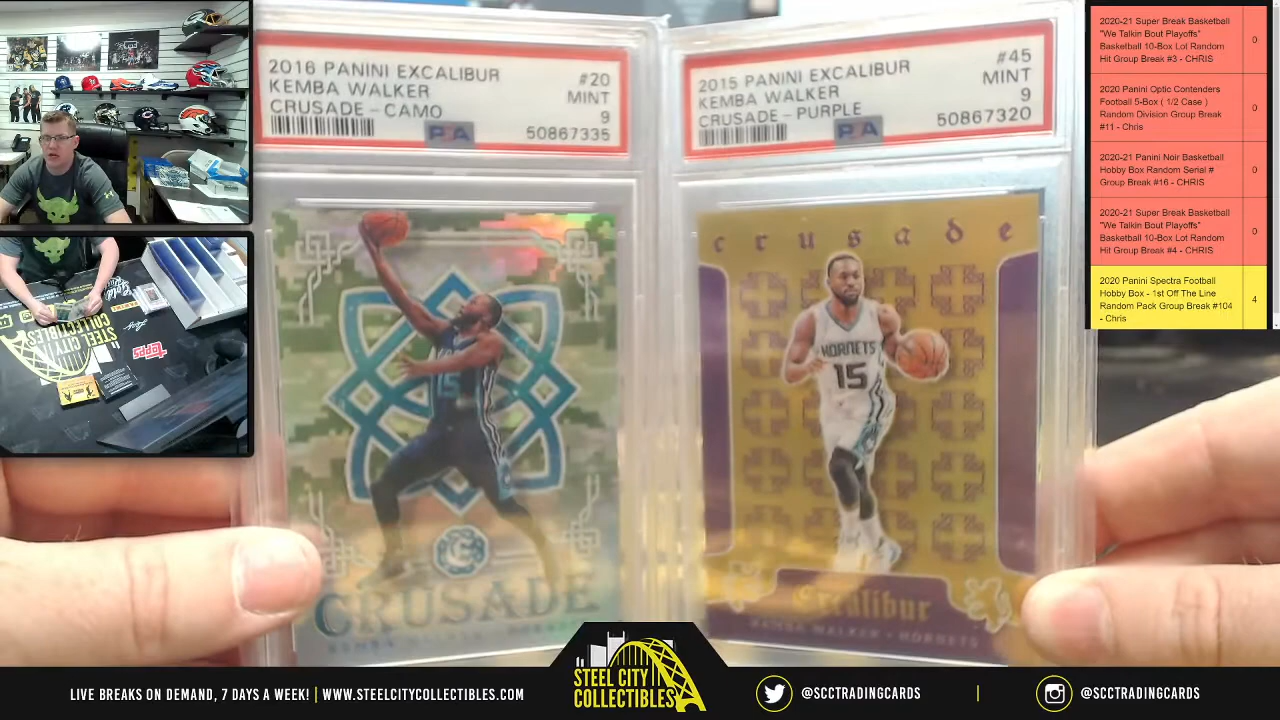 2016 PANINI EXCALIBUR
KEMBA WALKER
CRUSADE - CAMO
#20
MINT
9
50867335
PSA
2015 PANINI EXCALIBUR
KEMBA WALKER
CRUSADE - PURPLE
#45
MINT
9
50867320
PSA
15
CRUSADE
crusade
HORNETS
15
Excalibur
KEMBA WALKER • HORNETS
2020-21 Super Break Basketball
"We Talkin Bout Playoffs"
Basketball 10-Box Lot Random
Hit Group Break #3 - CHRIS
0
2020 Panini Optic Contenders
Football 5-Box ( 1/2 Case )
Random Division Group Break
#11 - Chris
0
2020-21 Panini Noir Basketball
Hobby Box Random Serial #
Group Break #16 - CHRIS
0
2020-21 Super Break Basketball
"We Talkin Bout Playoffs"
Basketball 10-Box Lot Random
Hit Group Break #4 - CHRIS
0
2020 Panini Spectra Football
Hobby Box - 1st Off The Line
Random Pack Group Break #104
- Chris
4
STEEL CITY
COLLECTIBLES
topps
LIVE BREAKS ON DEMAND, 7 DAYS A WEEK! | WWW.STEELCITYCOLLECTIBLES.COM
STEEL CITY
COLLECTIBLES
@SCCTRADINGCARDS
|
@SCCTRADINGCARDS